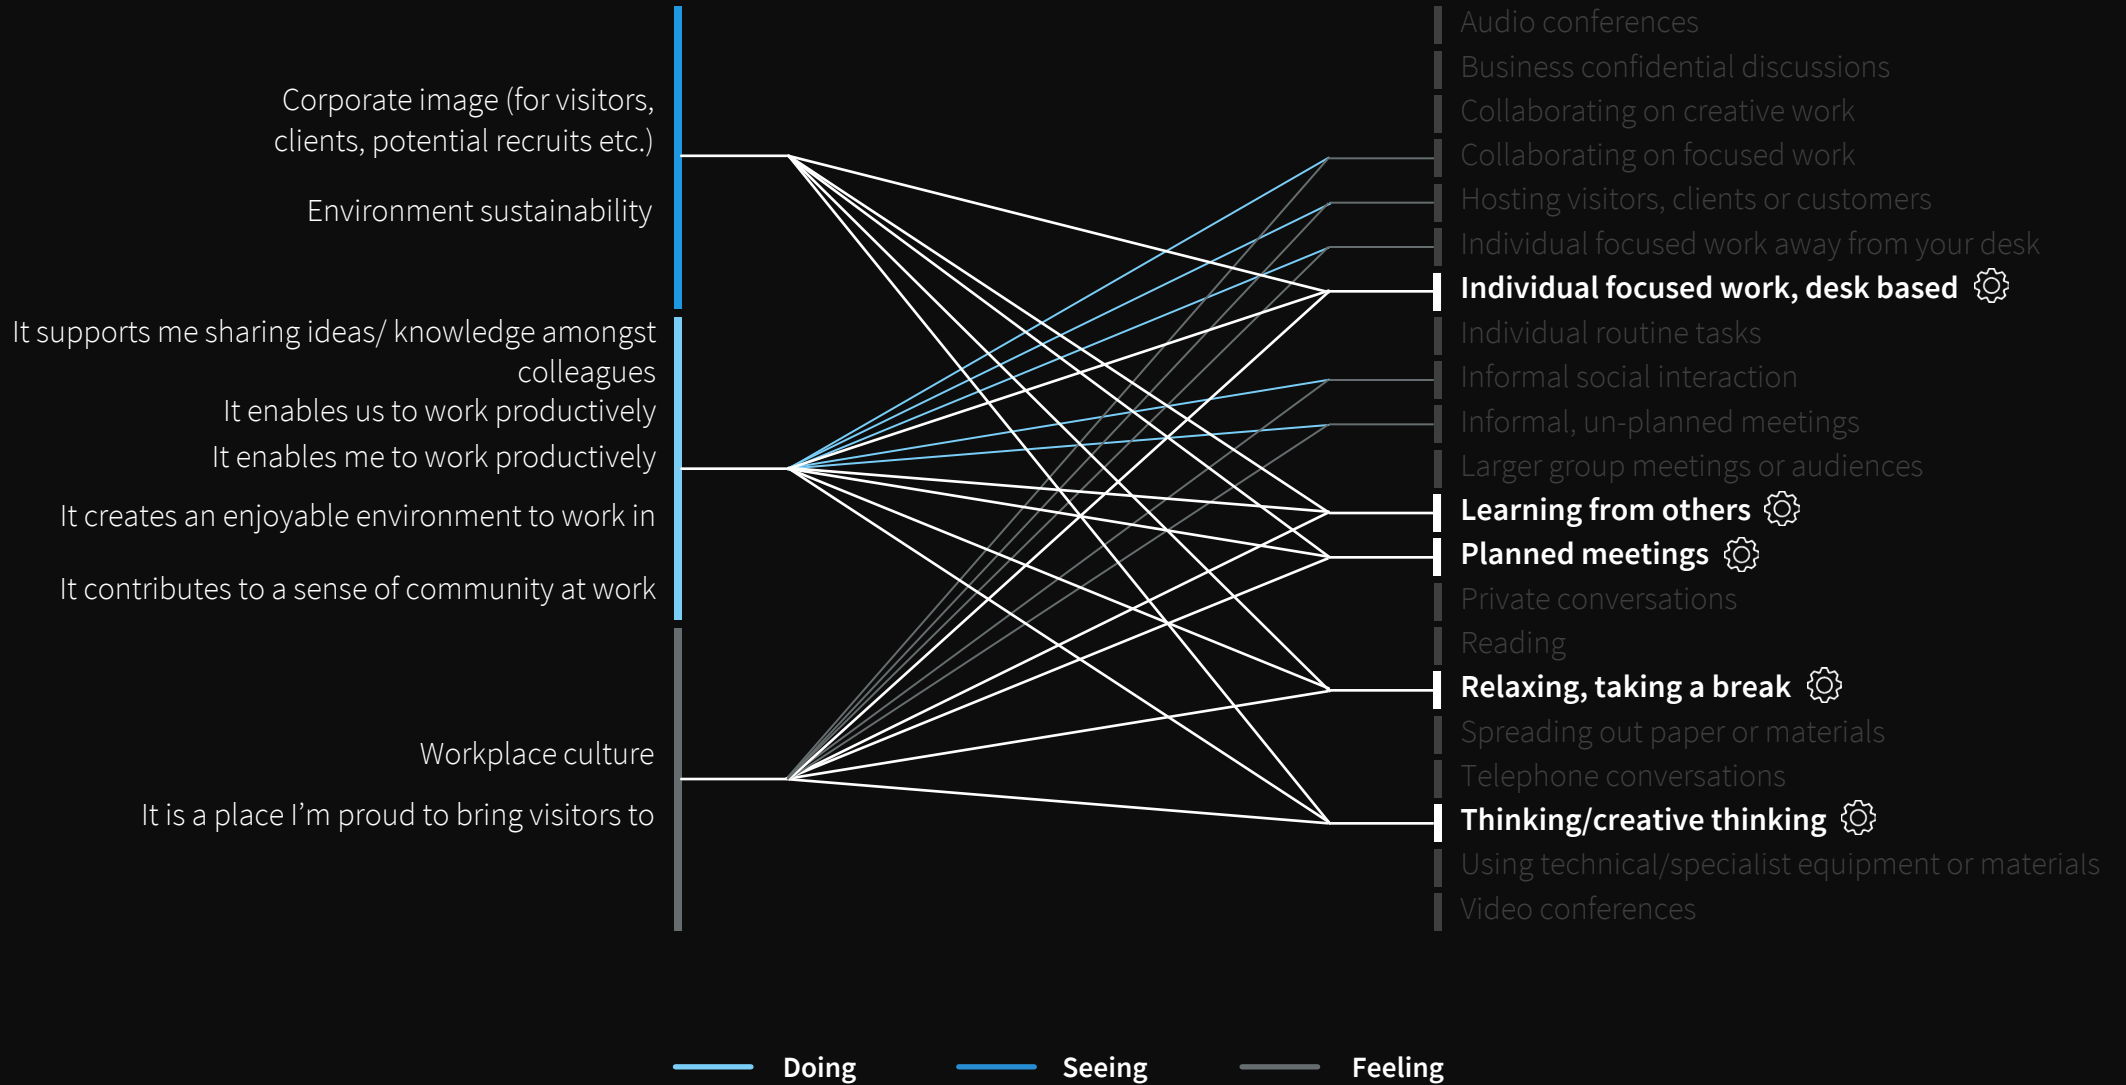 Corporate image (for visitors,
clients, potential recruits etc.)
Environment sustainability
It supports me sharing ideas/ knowledge amongst
colleagues
It enables us to work productively
It enables me to work productively
It creates an enjoyable environment to work in
It contributes to a sense of community at work
Workplace culture
It is a place I’m proud to bring visitors to
Audio conferences
Business confidential discussions
Collaborating on creative work
Collaborating on focused work
Hosting visitors, clients or customers
Individual focused work away from your desk
Individual focused work, desk based
Individual routine tasks
Informal social interaction
Informal, un-planned meetings
Larger group meetings or audiences
Learning from others
Planned meetings
Private conversations
Reading
Relaxing, taking a break
Spreading out paper or materials
Telephone conversations
Thinking/creative thinking
Using technical/specialist equipment or materials
Video conferences
Doing
Seeing
Feeling